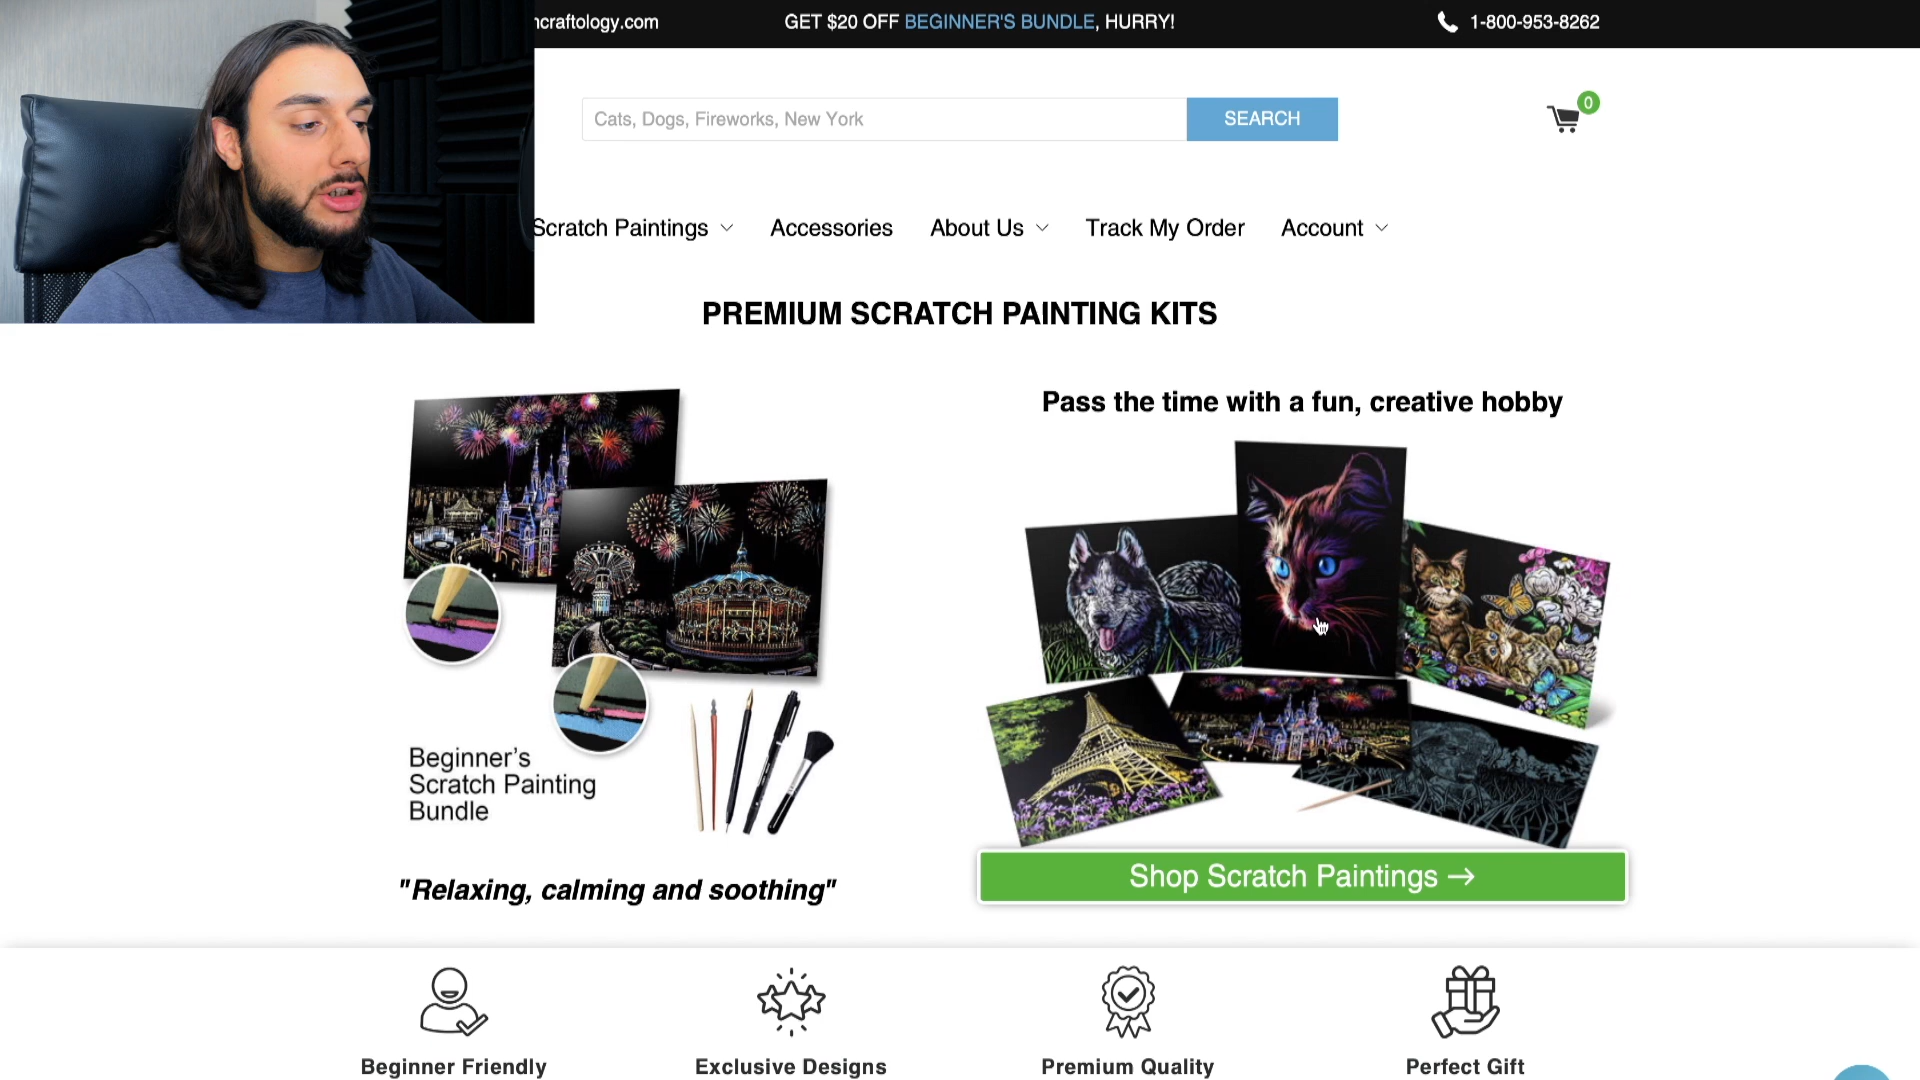 ncraftology.com
GET $20 OFF BEGINNER'S BUNDLE, HURRY!
1-800-953-8262
Cats, Dogs, Fireworks, New York
SEARCH
0
Scratch Paintings
Accessories
About Us
Track My Order
Account
PREMIUM SCRATCH PAINTING KITS
Pass the time with a fun, creative hobby
Beginner's
Scratch Painting
Bundle
"Relaxing, calming and soothing"
Shop Scratch Paintings →
Beginner Friendly
Exclusive Designs
Premium Quality
Perfect Gift